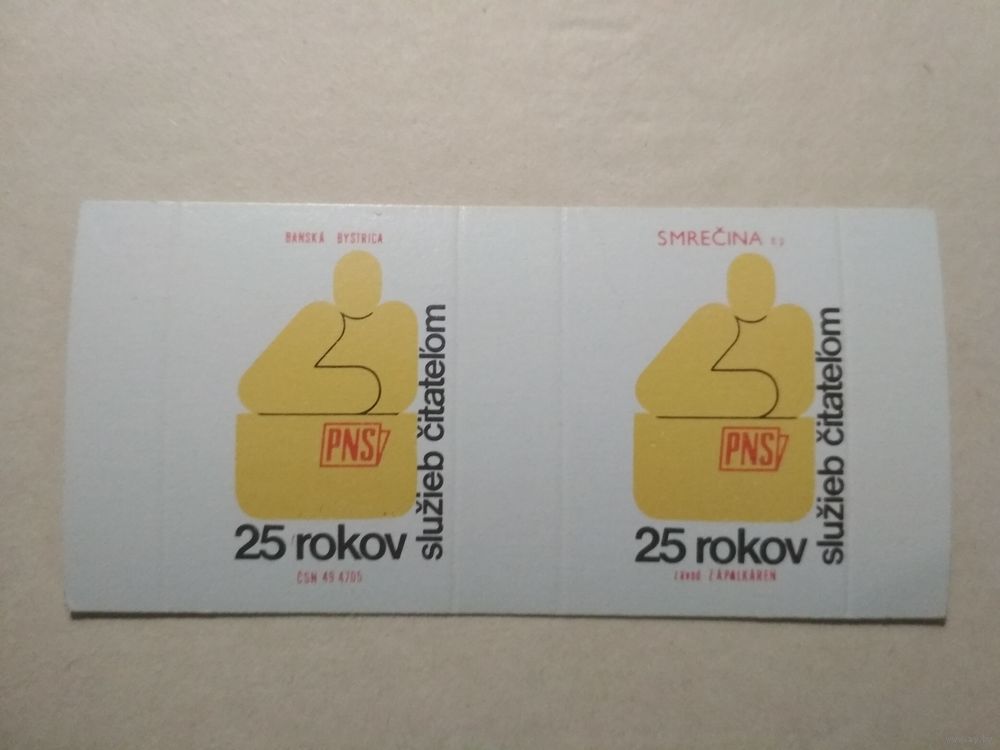 BANSKÁ BYSTRICA
PNS
25 rokov
služieb čitateľom
ČSN 49 4705
SMREČINA n.p.
PNS
25 rokov
služieb čitateľom
závod ZÁPALKÁREŇ